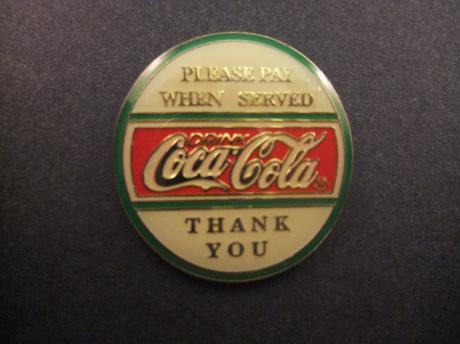 PLEASE PAY
WHEN SERVED
DRINK
Coca-Cola
THANK
YOU